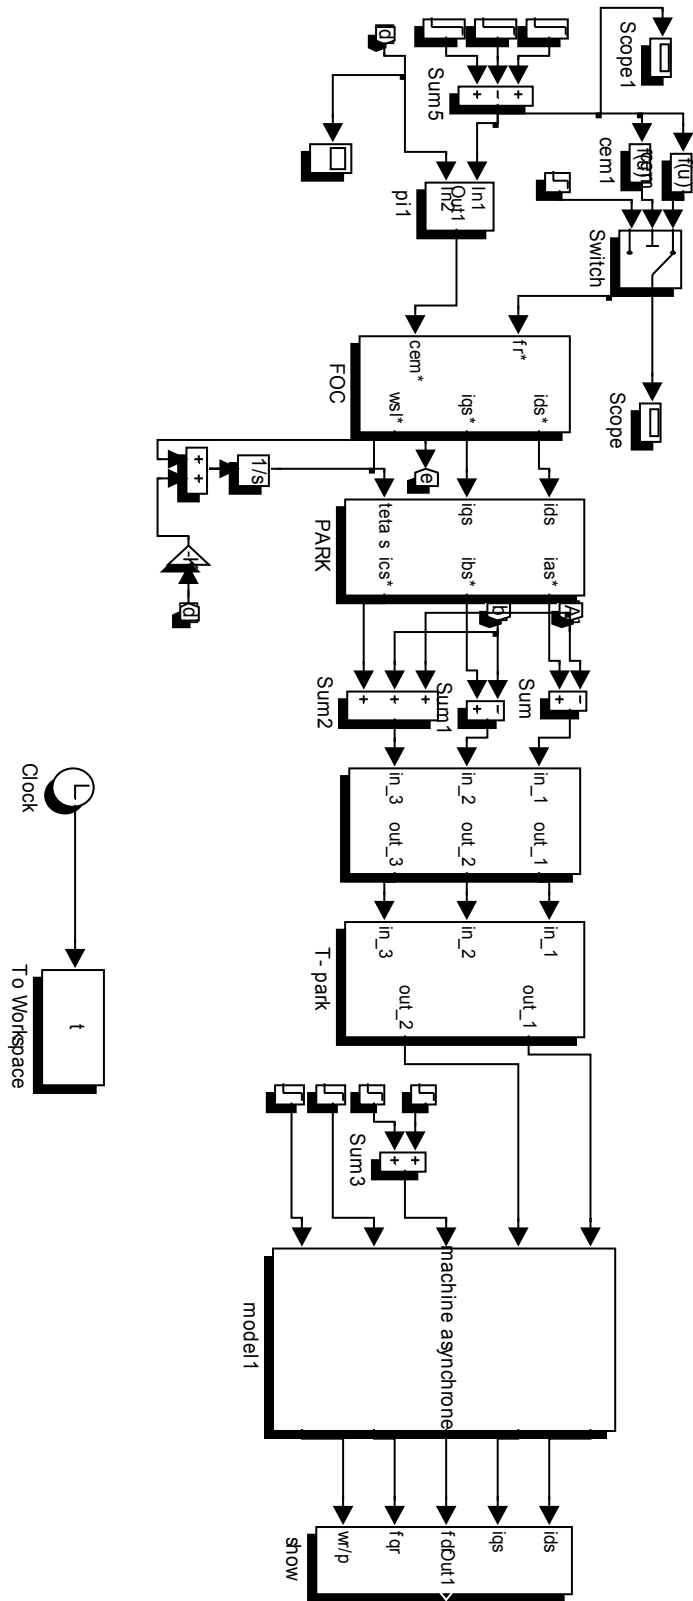 Scope1
Sum5
d
cem1
f(u)
In1
In2
Out1
pi1
Switch
Scope
fr*
cem*
ids*
iqs*
wsl*
FOC
1/s
e
d
ids
iqs
teta s
ias*
ibs*
ics*
PARK
A
b
Sum
Sum1
Sum2
in_1
in_2
in_3
out_1
out_2
out_3
in_1
in_2
in_3
out_1
out_2
T- park
Clock
t
To Workspace
Sum3
machine asynchrone
model1
ids
iqs
fdr
Out1
fqr
wr/p
show